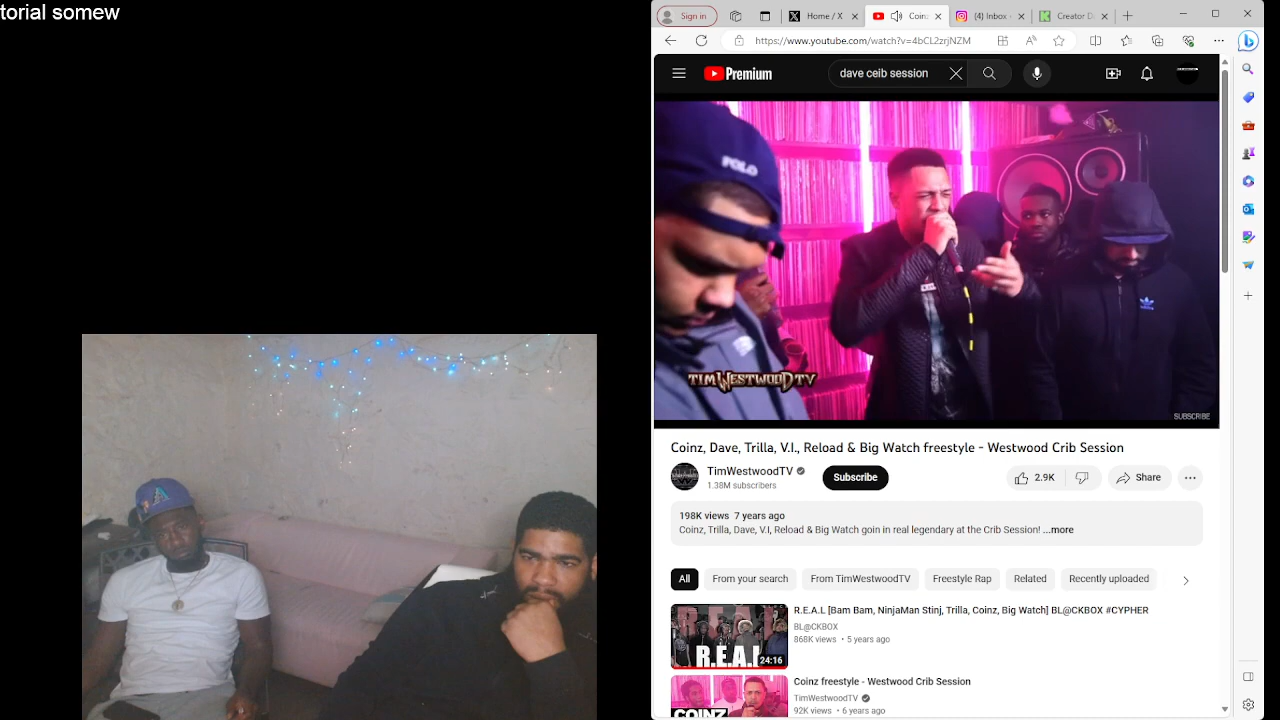 torial somew
Sign in
Home / X
Coinz
(4) Inbox
Creator D
https://www.youtube.com/watch?v=4bCL2zrjNZM
Premium
dave ceib session
POLO
TIMWESTWOODTV
SUBSCRIBE
Coinz, Dave, Trilla, V.I., Reload & Big Watch freestyle - Westwood Crib Session
TimWestwoodTV
1.38M subscribers
Subscribe
2.9K
Share
198K views 7 years ago
Coinz, Trilla, Dave, V.I, Reload & Big Watch goin in real legendary at the Crib Session! ...more
All
From your search
From TimWestwoodTV
Freestyle Rap
Related
Recently uploaded
R.E.A.L
24:16
R.E.A.L [Bam Bam, NinjaMan Stinj, Trilla, Coinz, Big Watch] BL@CKBOX #CYPHER
BL@CKBOX
868K views • 5 years ago
COINZ
Coinz freestyle - Westwood Crib Session
TimWestwoodTV
92K views • 6 years ago